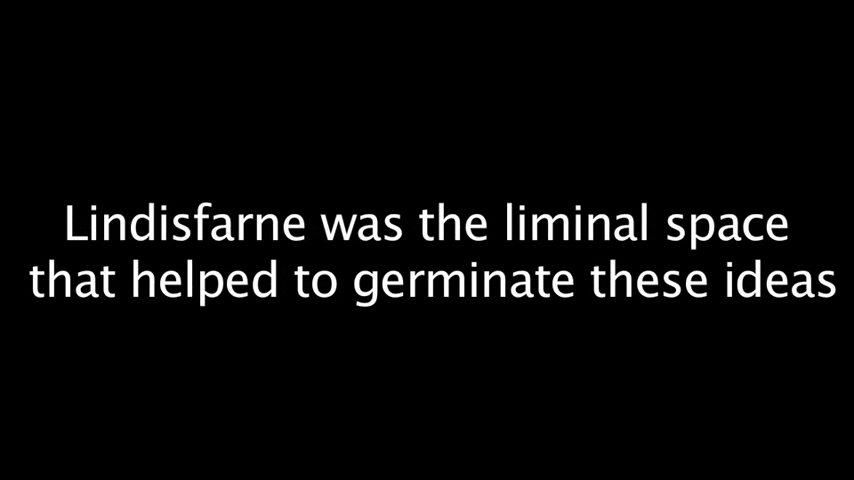 Lindisfarne was the liminal space
that helped to germinate these ideas